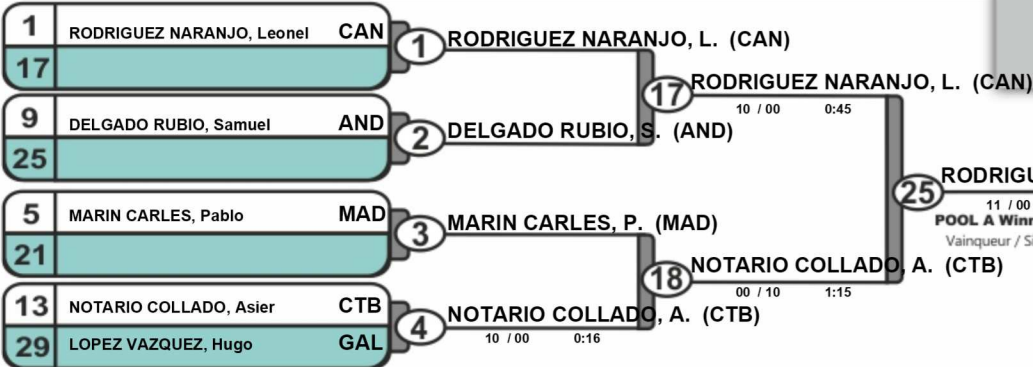 1 RODRIGUEZ NARANJO, Leonel CAN
17
9 DELGADO RUBIO, Samuel AND
25
5 MARIN CARLES, Pablo MAD
21
13 NOTARIO COLLADO, Asier CTB
29 LOPEZ VAZQUEZ, Hugo GAL
1 RODRIGUEZ NARANJO, L. (CAN)
2 DELGADO RUBIO, S. (AND)
3 MARIN CARLES, P. (MAD)
4 NOTARIO COLLADO, A. (CTB)
10 / 00 0:16
17 RODRIGUEZ NARANJO, L. (CAN)
10 / 00 0:45
18 NOTARIO COLLADO, A. (CTB)
00 / 10 1:15
25
11 / 00
POOL A
Vainqueur /